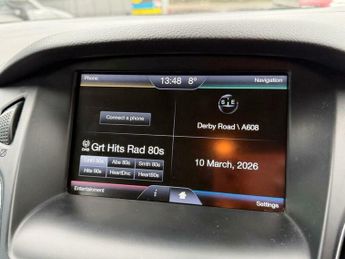 Phone
13:48 8°
Navigation
Connect a phone
Derby Road \ A608
Grt Hits Rad 80s
Abs 80s
Smth 80s
Hits 90s
HeartDnc
Heart80s
10 March, 2026
Entertainment
i
Settings